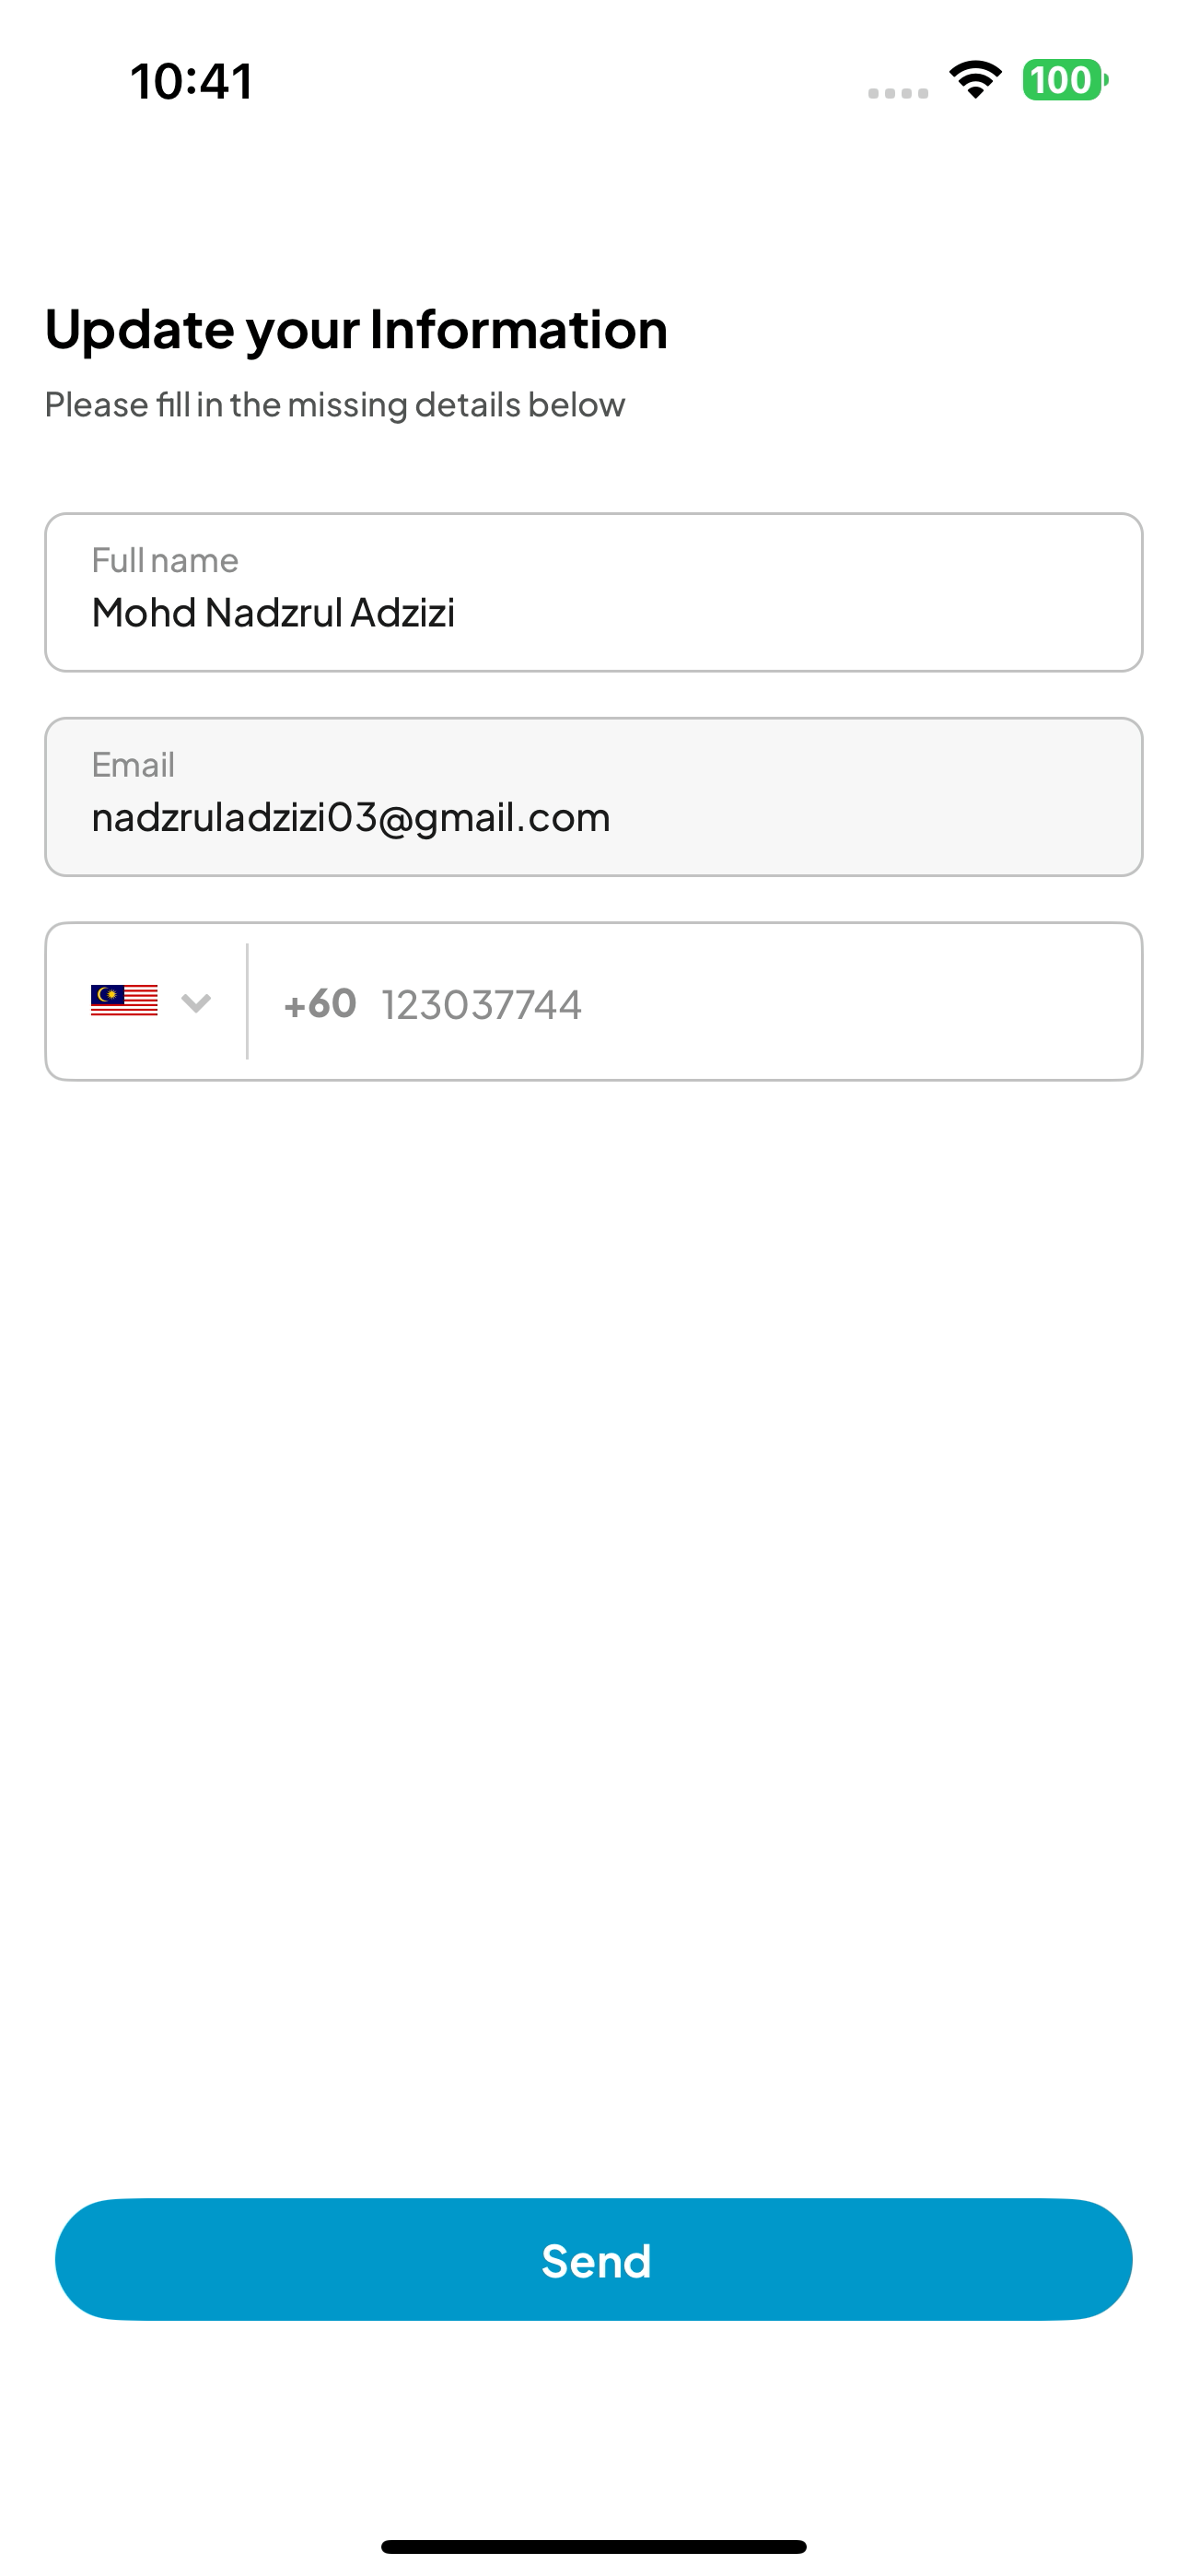 10:41
100
Update your Information
Please fill in the missing details below
Full name
Mohd Nadzrul Adzizi
Email
nadzruladzizi03@gmail.com
+60 123037744
Send